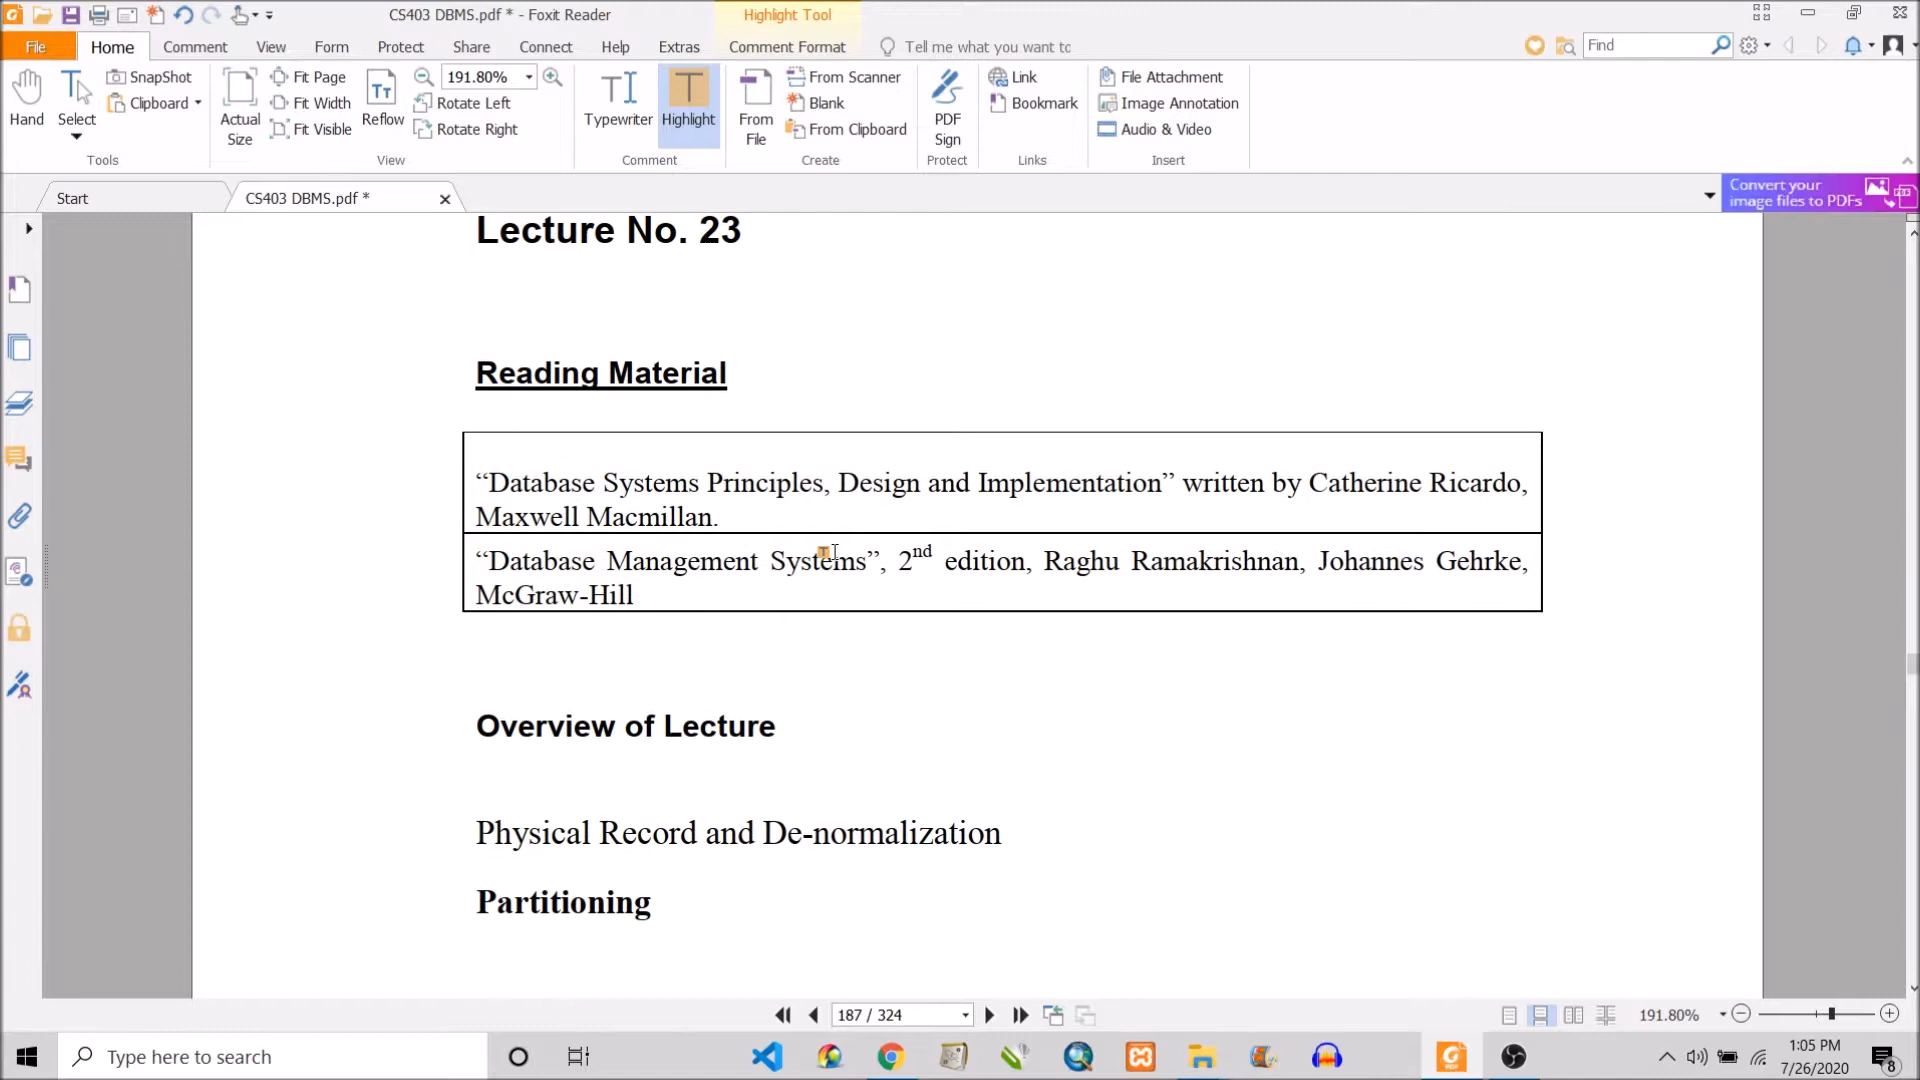 CS403 DBMS.pdf * - Foxit Reader
Highlight Tool
File Home Comment View Form Protect Share Connect Help Extras Comment Format Tell me what you want to Find
Hand
Select
SnapShot
Clipboard
Tools
Actual Size
Fit Page
Fit Width
Fit Visible
Reflow
191.80%
Rotate Left
Rotate Right
View
Typewriter
Highlight
Comment
From File
From Scanner
Blank
From Clipboard
Create
PDF Sign
Protect
Link
Bookmark
Links
File Attachment
Image Annotation
Audio & Video
Insert
Start
CS403 DBMS.pdf *
Convert your
image files to PDFs
Lecture No. 23
Reading Material
“Database Systems Principles, Design and Implementation” written by Catherine Ricardo,
Maxwell Macmillan.
“Database Management Systems”, 2nd edition, Raghu Ramakrishnan, Johannes Gehrke,
McGraw-Hill
Overview of Lecture
Physical Record and De-normalization
Partitioning
187 / 324
191.80%
Type here to search
1:05 PM
7/26/2020
8